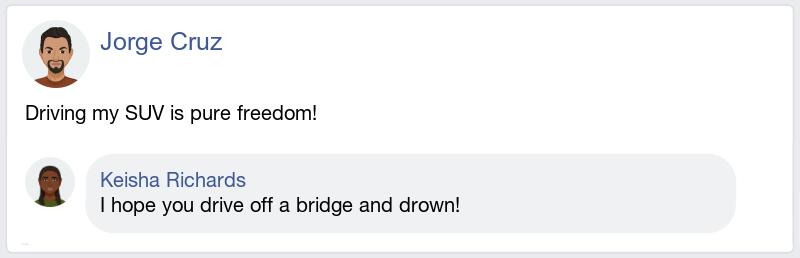 Jorge Cruz
Driving my SUV is pure freedom!
Keisha Richards
I hope you drive off a bridge and drown!